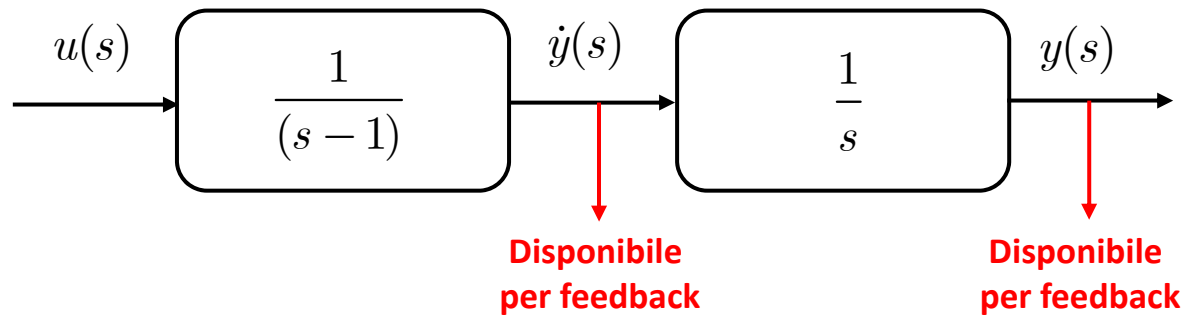 u(s)
1
(s − 1)
ẏ(s)
1
s
y(s)
Disponibile
per feedback
Disponibile
per feedback